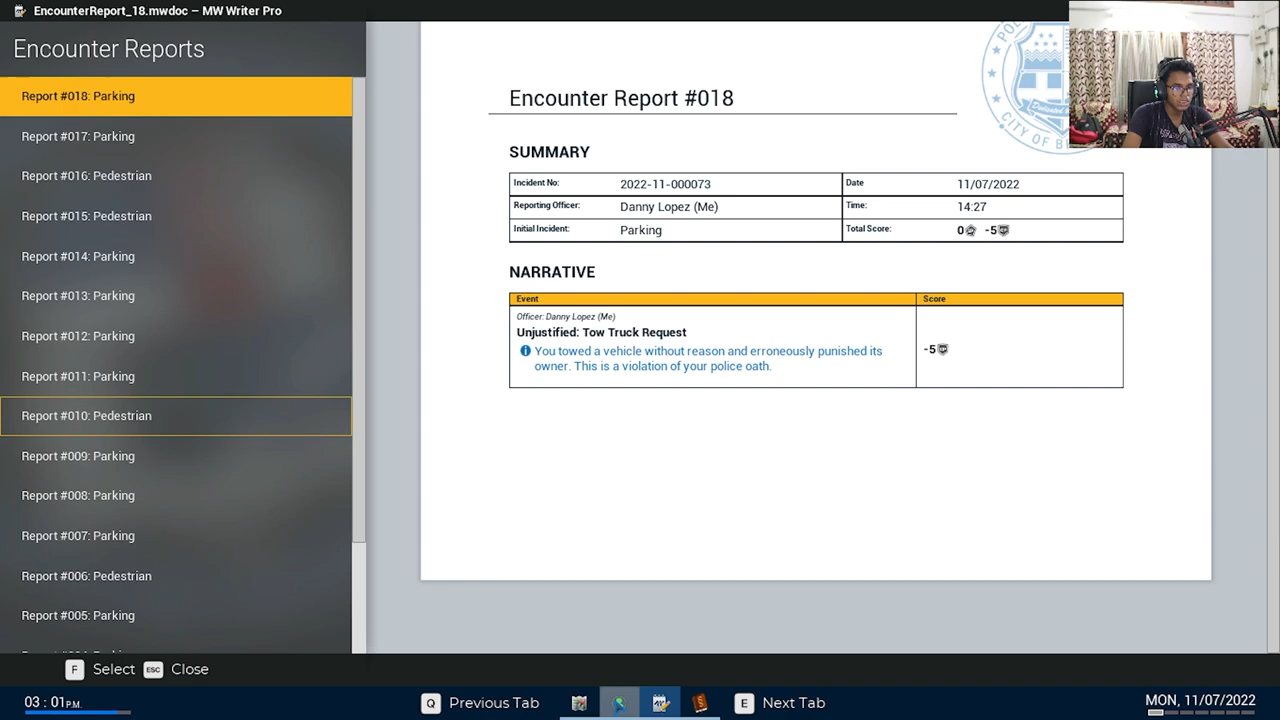 EncounterReport_18.mwdoc – MW Writer Pro
Encounter Reports
Report #018: Parking
Report #017: Parking
Report #016: Pedestrian
Report #015: Pedestrian
Report #014: Parking
Report #013: Parking
Report #012: Parking
Report #011: Parking
Report #010: Pedestrian
Report #009: Parking
Report #008: Parking
Report #007: Parking
Report #006: Pedestrian
Report #005: Parking
Encounter Report #018
CITY OF
SUMMARY
Incident No: 2022-11-000073 Date 11/07/2022
Reporting Officer: Danny Lopez (Me) Time: 14:27
Initial Incident: Parking Total Score: 0 -5
NARRATIVE
Event Score
Officer: Danny Lopez (Me)
Unjustified: Tow Truck Request
You towed a vehicle without reason and erroneously punished its
owner. This is a violation of your police oath.
-5
F Select ESC Close
03 : 01 P.M. Q Previous Tab E Next Tab MON, 11/07/2022